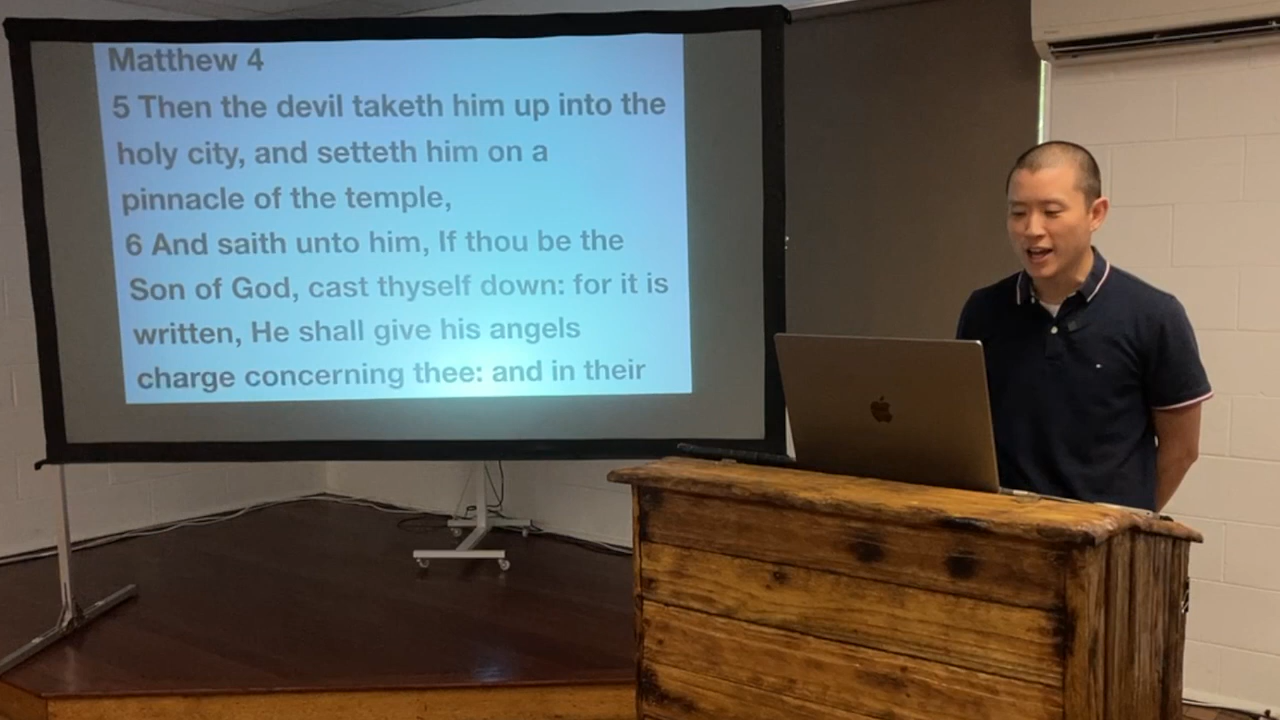 Matthew 4
5 Then the devil taketh him up into the
holy city, and setteth him on a
pinnacle of the temple,
6 And saith unto him, If thou be the
Son of God, cast thyself down: for it is
written, He shall give his angels
charge concerning thee: and in their